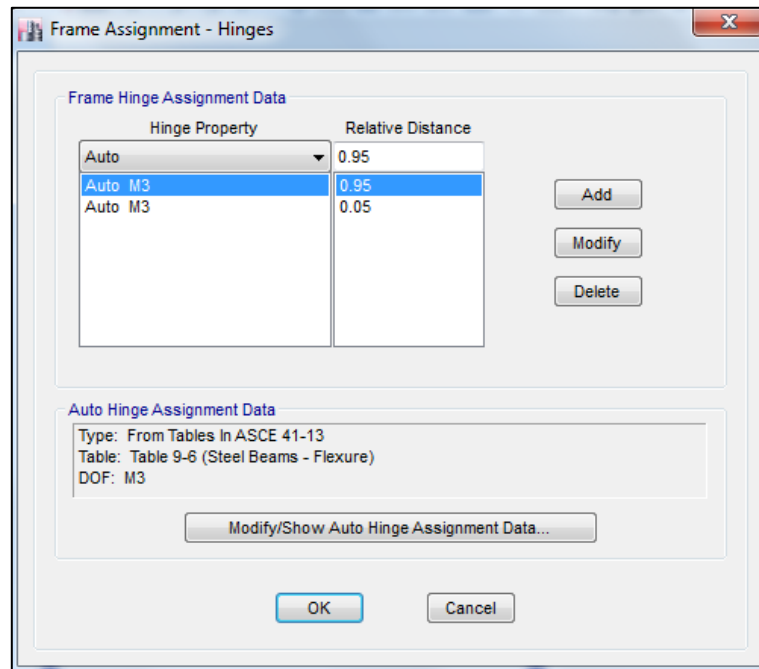 Frame Assignment - Hinges
Frame Hinge Assignment Data
Hinge Property Relative Distance
Auto 0.95
Auto M3 0.95
Auto M3 0.05
Add
Modify
Delete
Auto Hinge Assignment Data
Type: From Tables In ASCE 41-13
Table: Table 9-6 (Steel Beams - Flexure)
DOF: M3
Modify/Show Auto Hinge Assignment Data...
OK Cancel